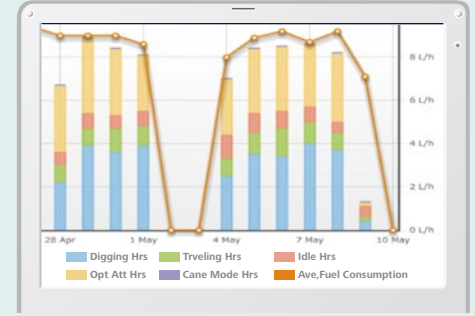 8 L/h
6 L/h
4 L/h
2 L/h
0 L/h
28 Apr 1 May 4 May 7 May 10 May
Digging Hrs Trveling Hrs Idle Hrs
Opt Att Hrs Cane Mode Hrs Ave,Fuel Consumption